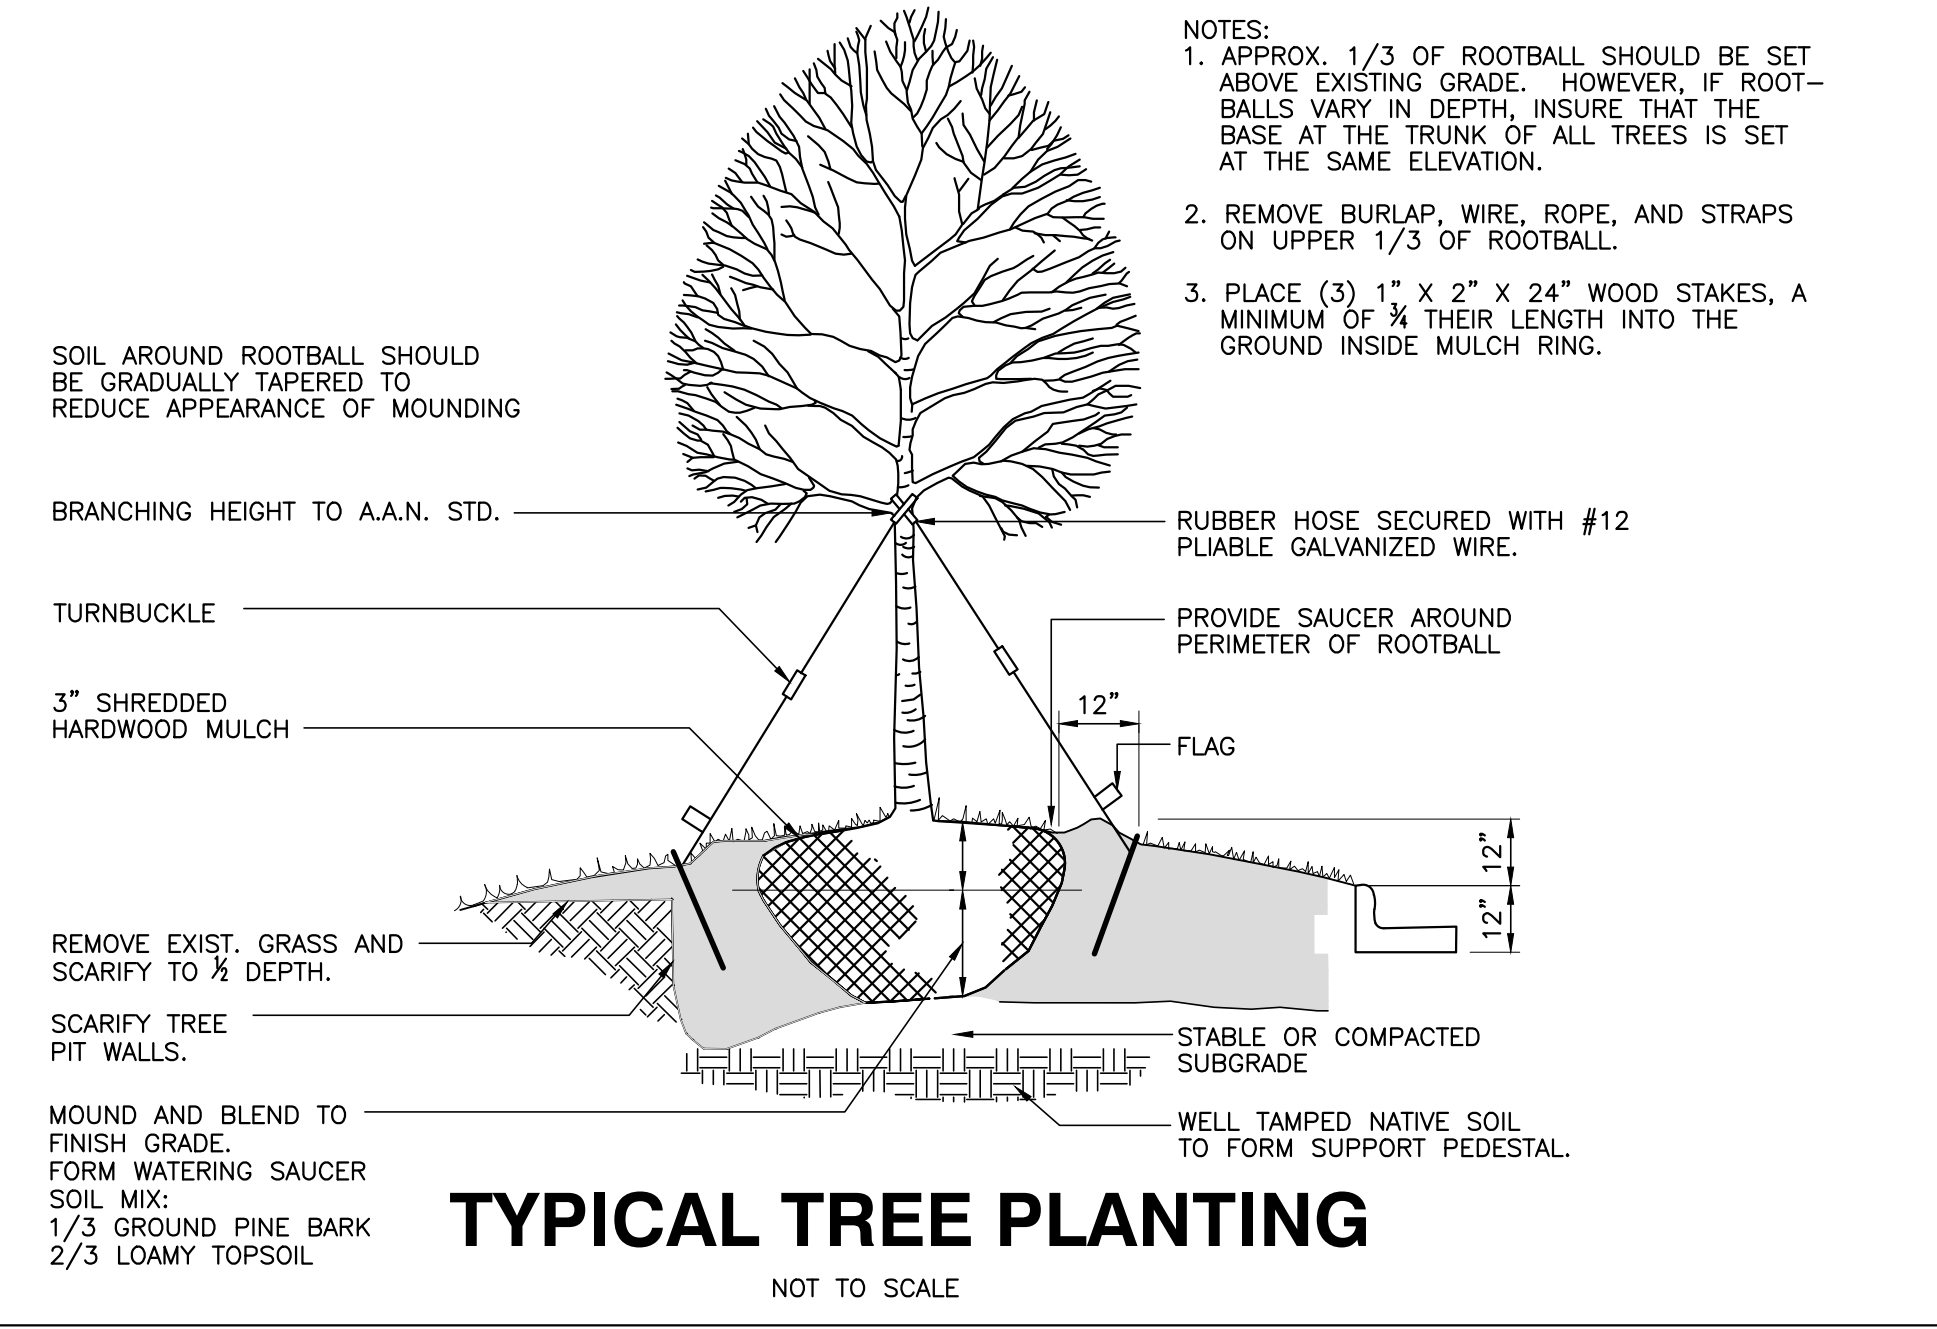 NOTES:
1. APPROX. 1/3 OF ROOTBALL SHOULD BE SET
ABOVE EXISTING GRADE. HOWEVER, IF ROOT-
BALLS VARY IN DEPTH, INSURE THAT THE
BASE AT THE TRUNK OF ALL TREES IS SET
AT THE SAME ELEVATION.
2. REMOVE BURLAP, WIRE, ROPE, AND STRAPS
ON UPPER 1/3 OF ROOTBALL.
3. PLACE (3) 1" X 2" X 24" WOOD STAKES, A
MINIMUM OF 3/4 THEIR LENGTH INTO THE
GROUND INSIDE MULCH RING.
SOIL AROUND ROOTBALL SHOULD
BE GRADUALLY TAPERED TO
REDUCE APPEARANCE OF MOUNDING
BRANCHING HEIGHT TO A.A.N. STD.
TURNBUCKLE
3" SHREDDED
HARDWOOD MULCH
REMOVE EXIST. GRASS AND
SCARIFY TO 1/2 DEPTH.
SCARIFY TREE
PIT WALLS.
MOUND AND BLEND TO
FINISH GRADE.
FORM WATERING SAUCER
SOIL MIX:
1/3 GROUND PINE BARK
2/3 LOAMY TOPSOIL
RUBBER HOSE SECURED WITH #12
PLIABLE GALVANIZED WIRE.
PROVIDE SAUCER AROUND
PERIMETER OF ROOTBALL
12"
FLAG
12"
12"
STABLE OR COMPACTED
SUBGRADE
WELL TAMPED NATIVE SOIL
TO FORM SUPPORT PEDESTAL.
TYPICAL TREE PLANTING
NOT TO SCALE